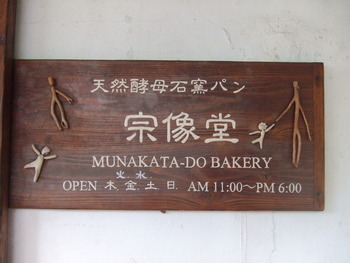 天然酵母石窯パン
宗像堂
MUNAKATA-DO BAKERY
火.水.
OPEN 木.金.土.日. AM 11:00〜PM 6:00